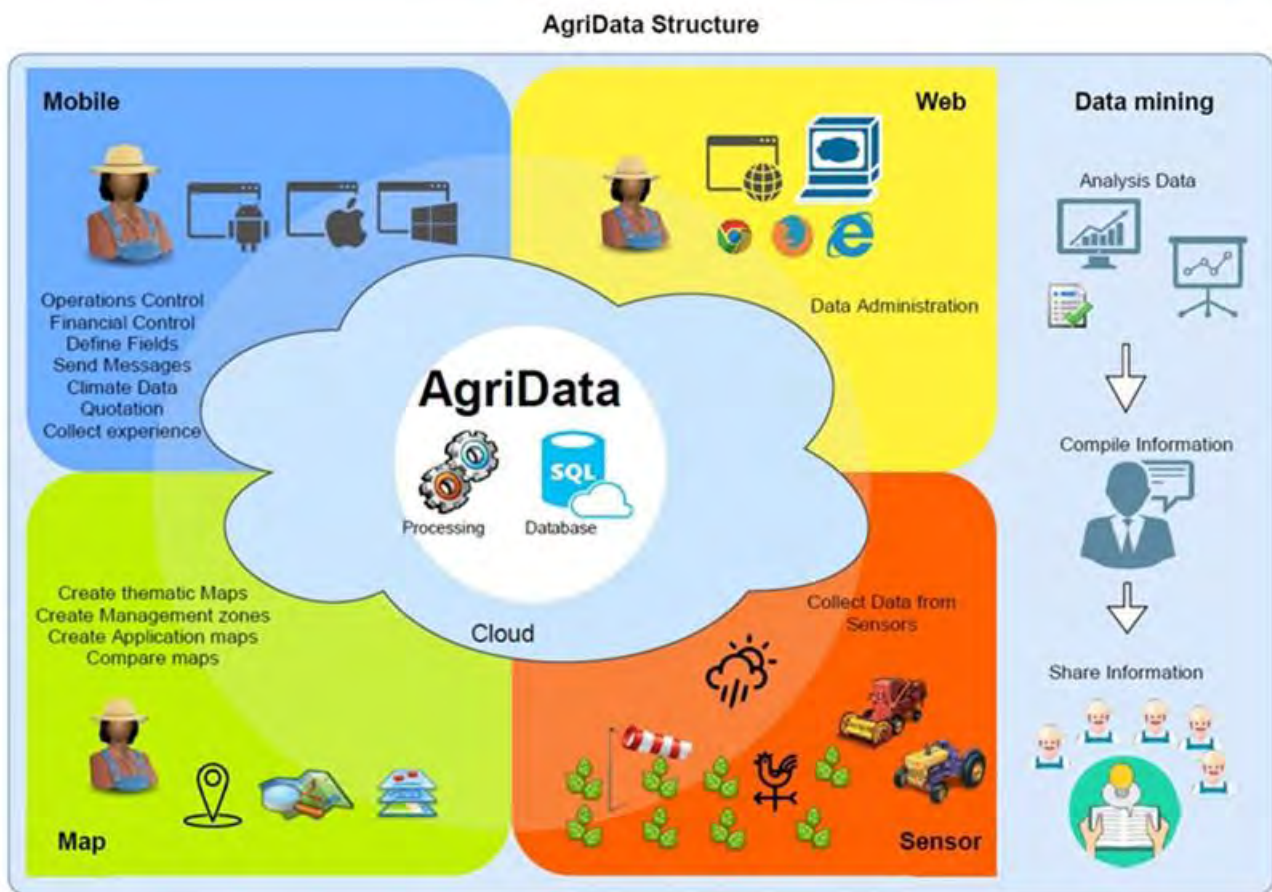 AgriData Structure
Mobile
Operations Control
Financial Control
Define Fields
Send Messages
Climate Data
Quotation
Collect experience
Web
Data Administration
AgriData
SQL
Processing
Database
Cloud
Create thematic Maps
Create Management zones
Create Application maps
Compare maps
Map
Collect Data from
Sensors
Sensor
Data mining
Analysis Data
Compile Information
Share Information